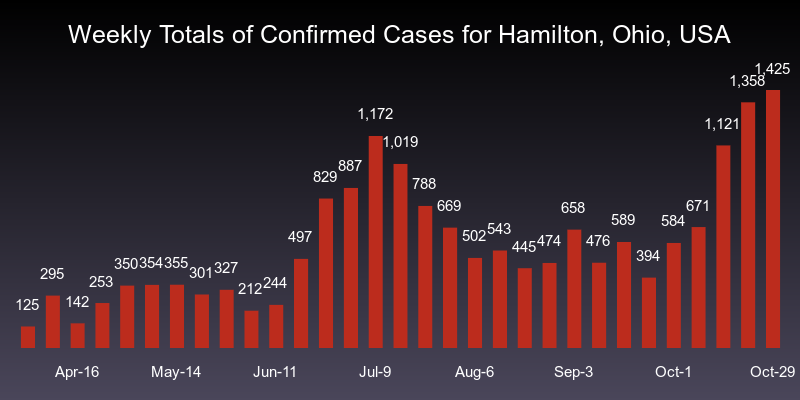 Weekly Totals of Confirmed Cases for Hamilton, Ohio, USA
125 295 142 253 350 354 355 301 327 212 244 497 829 887 1,172 1,019 788 669 502 543 445 474 658 476 589 394 584 671 1,121 1,358 1,425
Apr-16 May-14 Jun-11 Jul-9 Aug-6 Sep-3 Oct-1 Oct-29